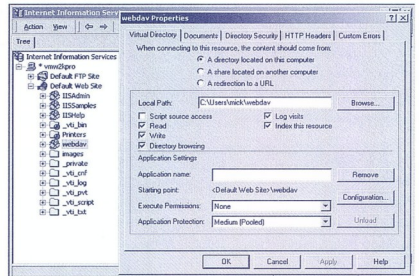 Internet Information Serv
Action View
Tree
Internet Information Services
* vmw2kpro
Default FTP Site
Default Web Site
IISAdmin
IISSamples
IISHelp
_vti_bin
Printers
webdav
images
_private
_vti_cnf
_vti_log
_vti_pvt
_vti_script
_vti_txt
webdav Properties
Virtual Directory Documents Directory Security HTTP Headers Custom Errors
When connecting to this resource, the content should come from:
A directory located on this computer
A share located on another computer
A redirection to a URL
Local Path: C:\Users\mick\webdav Browse...
Script source access Log visits
Read Index this resource
Write
Directory browsing
Application Settings
Application name: Remove
Starting point: <Default Web Site>\webdav
Configuration...
Execute Permissions: None
Application Protection: Medium (Pooled) Unload
OK Cancel Apply Help